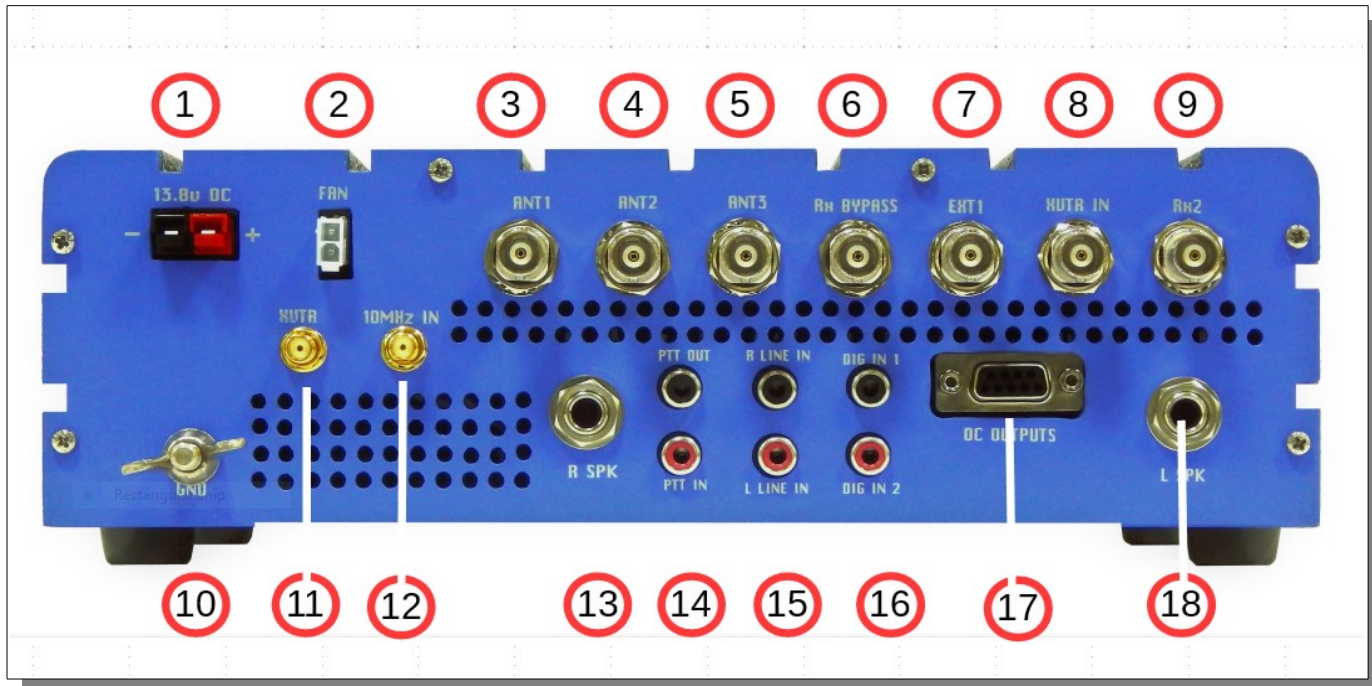 1 2 3 4 5 6 7 8 9
13.8v DC FAN ANT1 ANT2 ANT3 Rx BYPASS EXT1 XVTR IN Rx2
- +
XVTR 10MHz IN
PTT OUT R LINE IN DIG IN 1
OC OUTPUTS
R SPK L SPK
GND PTT IN L LINE IN DIG IN 2
Rectangular
10 11 12 13 14 15 16 17 18